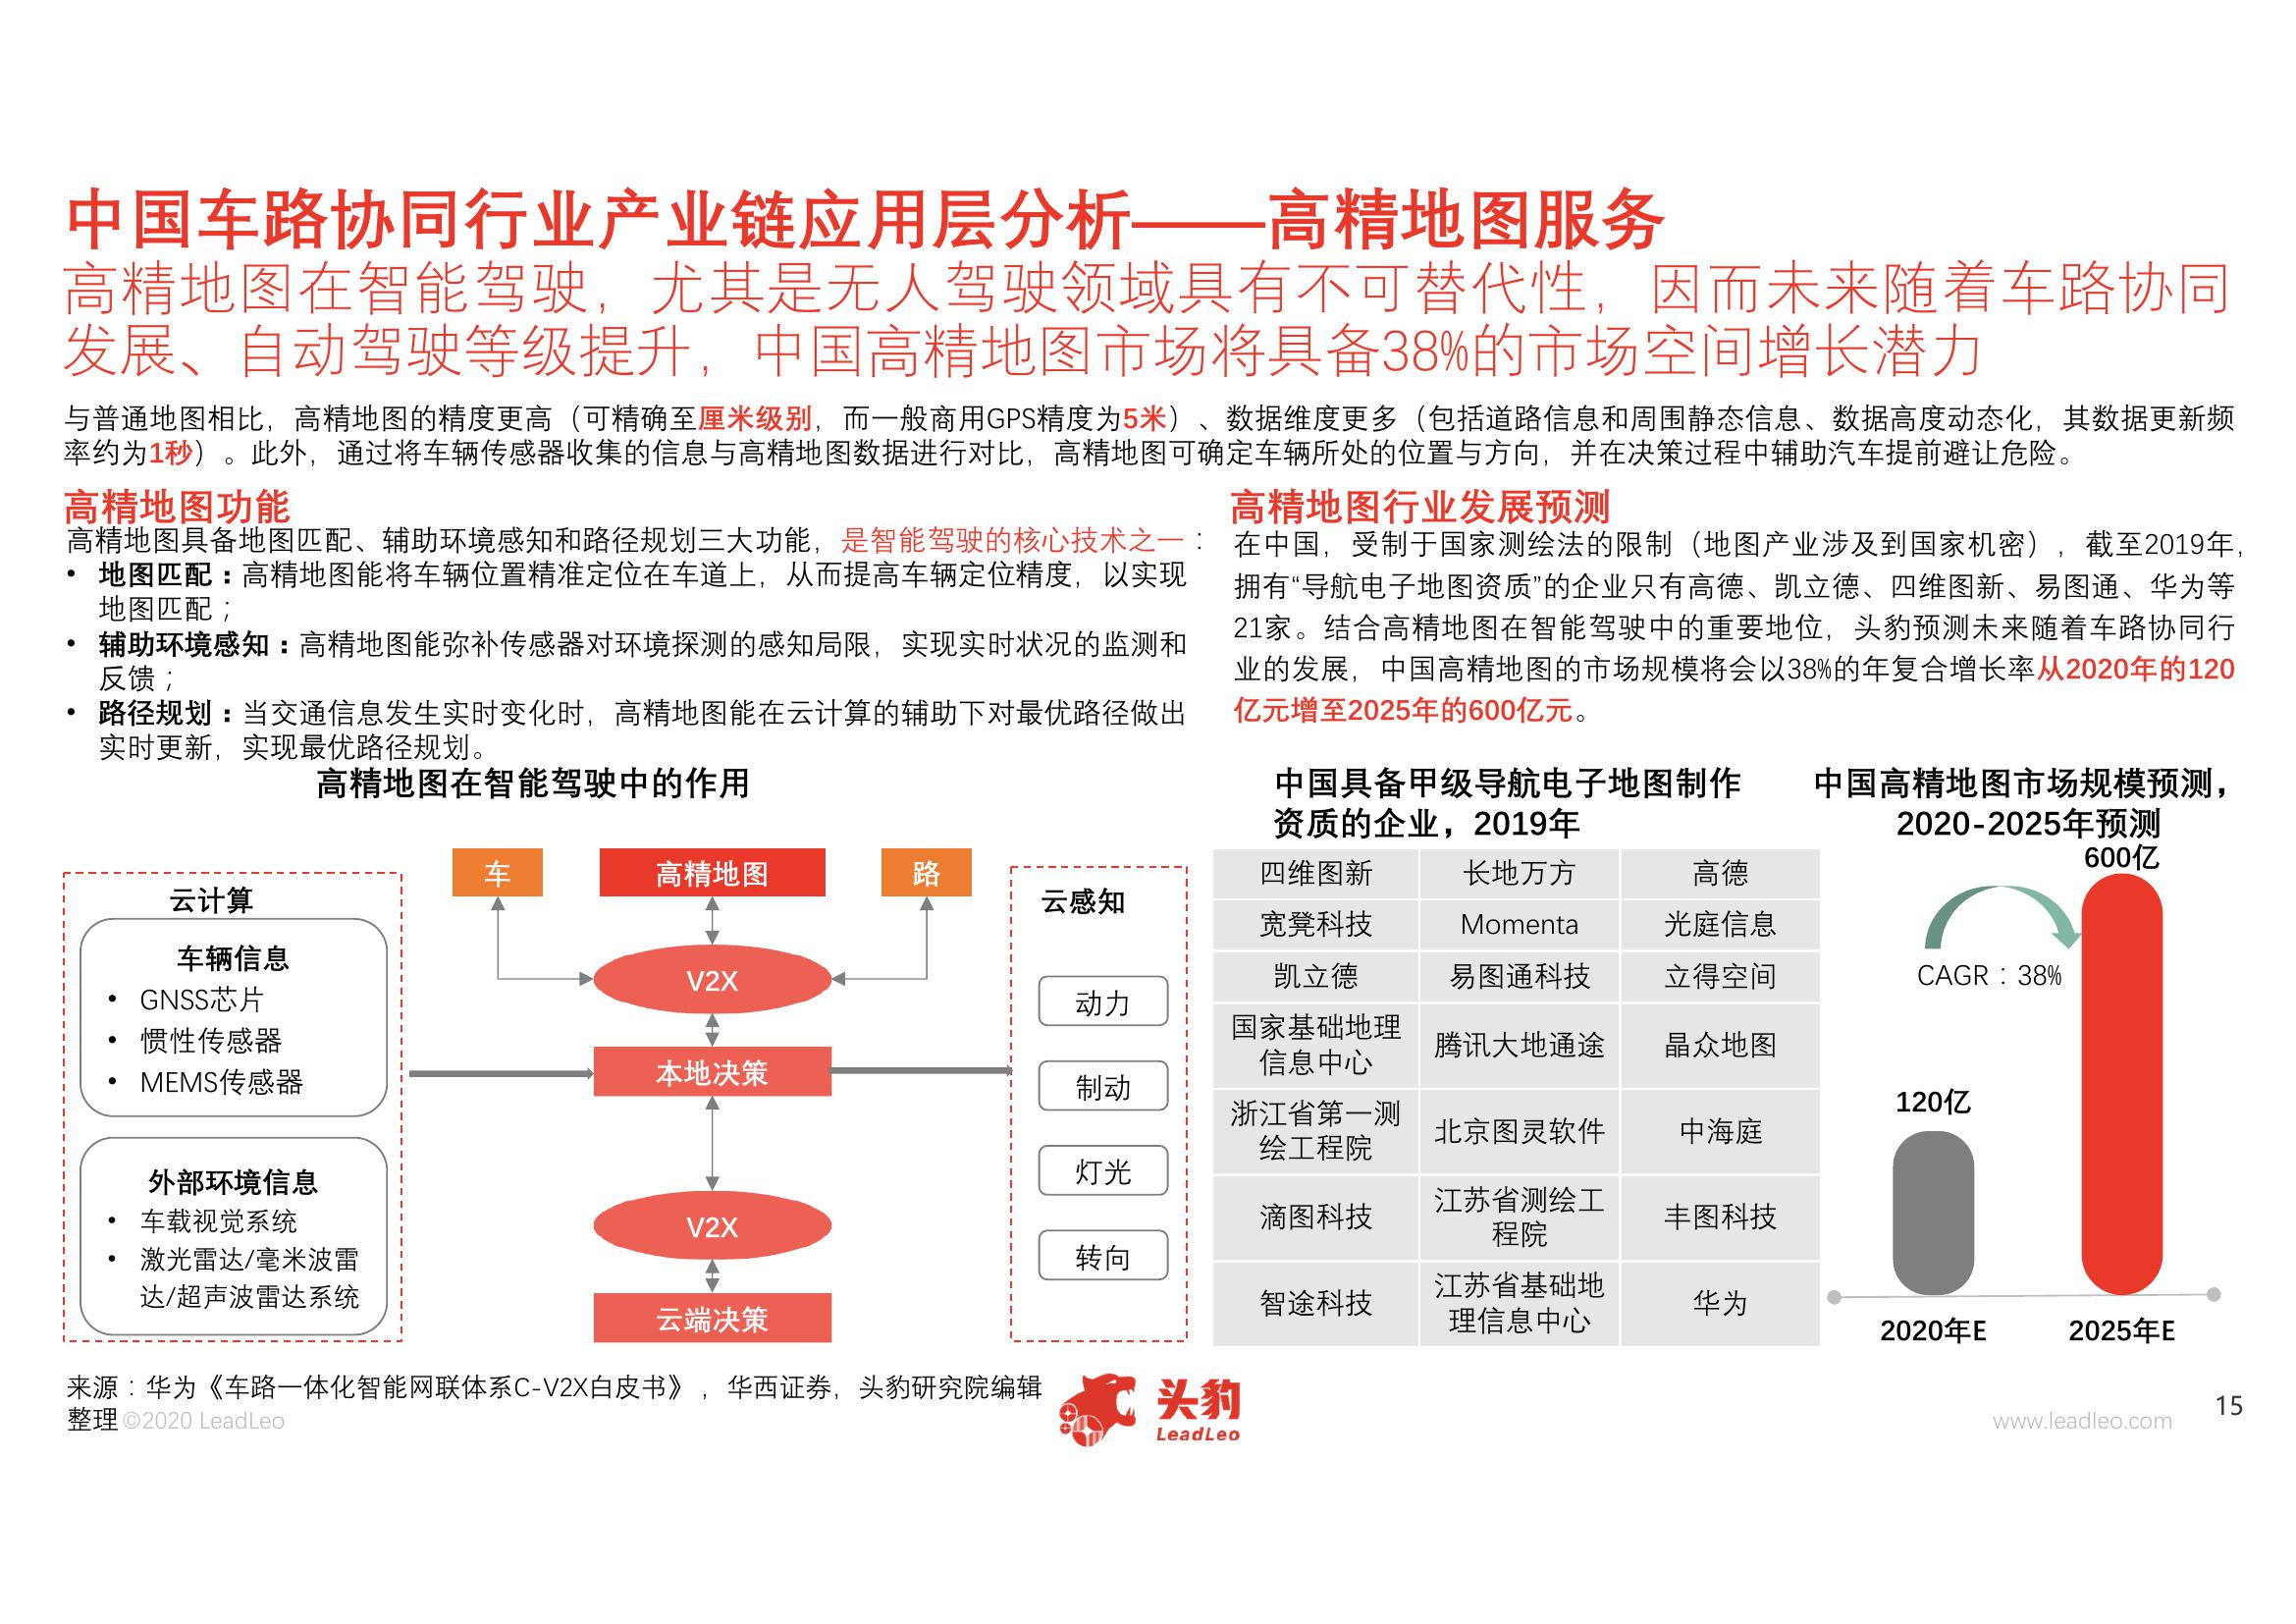 中国车路协同行业产业链应用层分析——高精地图服务
高精地图在智能驾驶，尤其是无人驾驶领域具有不可替代性，因而未来随着车路协同
发展、自动驾驶等级提升，中国高精地图市场将具备38%的市场空间增长潜力
与普通地图相比，高精地图的精度更高（可精确至厘米级别，而一般商用GPS精度为5米）、数据维度更多（包括道路信息和周围静态信息、数据高度动态化，其数据更新频
率约为1秒）。此外，通过将车辆传感器收集的信息与高精地图数据进行对比，高精地图可确定车辆所处的位置与方向，并在决策过程中辅助汽车提前避让危险。
高精地图功能
高精地图具备地图匹配、辅助环境感知和路径规划三大功能，是智能驾驶的核心技术之一：
• 地图匹配：高精地图能将车辆位置精准定位在车道上，从而提高车辆定位精度，以实现
地图匹配；
• 辅助环境感知：高精地图能弥补传感器对环境探测的感知局限，实现实时状况的监测和
反馈；
• 路径规划：当交通信息发生实时变化时，高精地图能在云计算的辅助下对最优路径做出
实时更新，实现最优路径规划。
高精地图行业发展预测
在中国，受制于国家测绘法的限制（地图产业涉及到国家机密），截至2019年，
拥有“导航电子地图资质”的企业只有高德、凯立德、四维图新、易图通、华为等
21家。结合高精地图在智能驾驶中的重要地位，头豹预测未来随着车路协同行
业的发展，中国高精地图的市场规模将会以38%的年复合增长率从2020年的120
亿元增至2025年的600亿元。
高精地图在智能驾驶中的作用
云计算
车辆信息
• GNSS芯片
• 惯性传感器
• MEMS传感器
外部环境信息
• 车载视觉系统
• 激光雷达/毫米波雷
达/超声波雷达系统
车
高精地图
路
V2X
本地决策
V2X
云端决策
云感知
动力
制动
灯光
转向
中国具备甲级导航电子地图制作
资质的企业，2019年
四维图新 长地万方 高德
宽凳科技 Momenta 光庭信息
凯立德 易图通科技 立得空间
国家基础地理
信息中心
腾讯大地通途
晶众地图
浙江省第一测
绘工程院
北京图灵软件
中海庭
滴图科技
江苏省测绘工
程院
丰图科技
智途科技
江苏省基础地
理信息中心
华为
中国高精地图市场规模预测，
2020-2025年预测
600亿
CAGR：38%
120亿
2020年E
2025年E
来源：华为《车路一体化智能网联体系C-V2X白皮书》，华西证券，头豹研究院编辑
整理 ©2020 LeadLeo
头豹
LeadLeo
www.leadleo.com
15